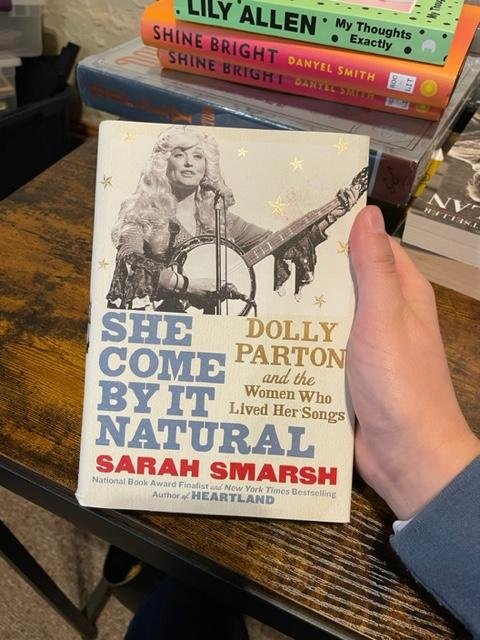 LILY ALLEN My Thoughts Exactly
SHINE BRIGHT DANYEL SMITH
SHINE BRIGHT DANYEL SMITH
SHE
COME
BY IT
NATURAL
DOLLY
PARTON
and the
Women Who
Lived Her Songs
SARAH SMARSH
National Book Award Finalist and New York Times Bestselling
Author of HEARTLAND